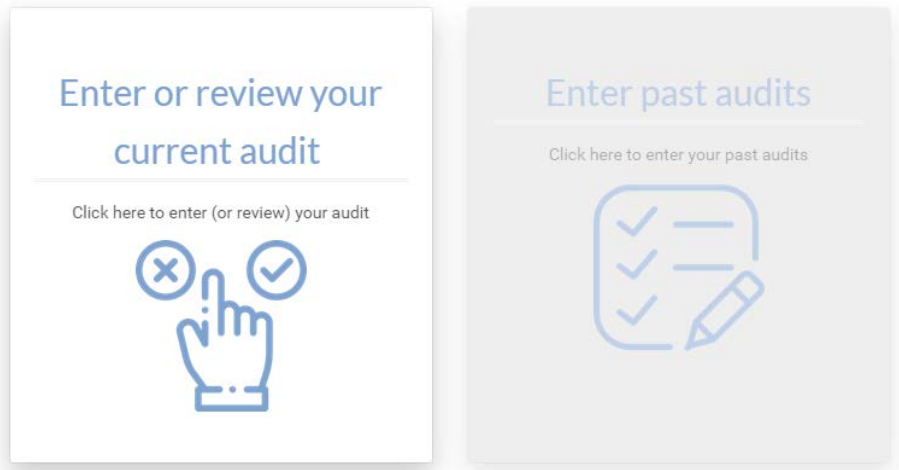 Enter or review your
current audit
Click here to enter (or review) your audit
Enter past audits
Click here to enter your past audits